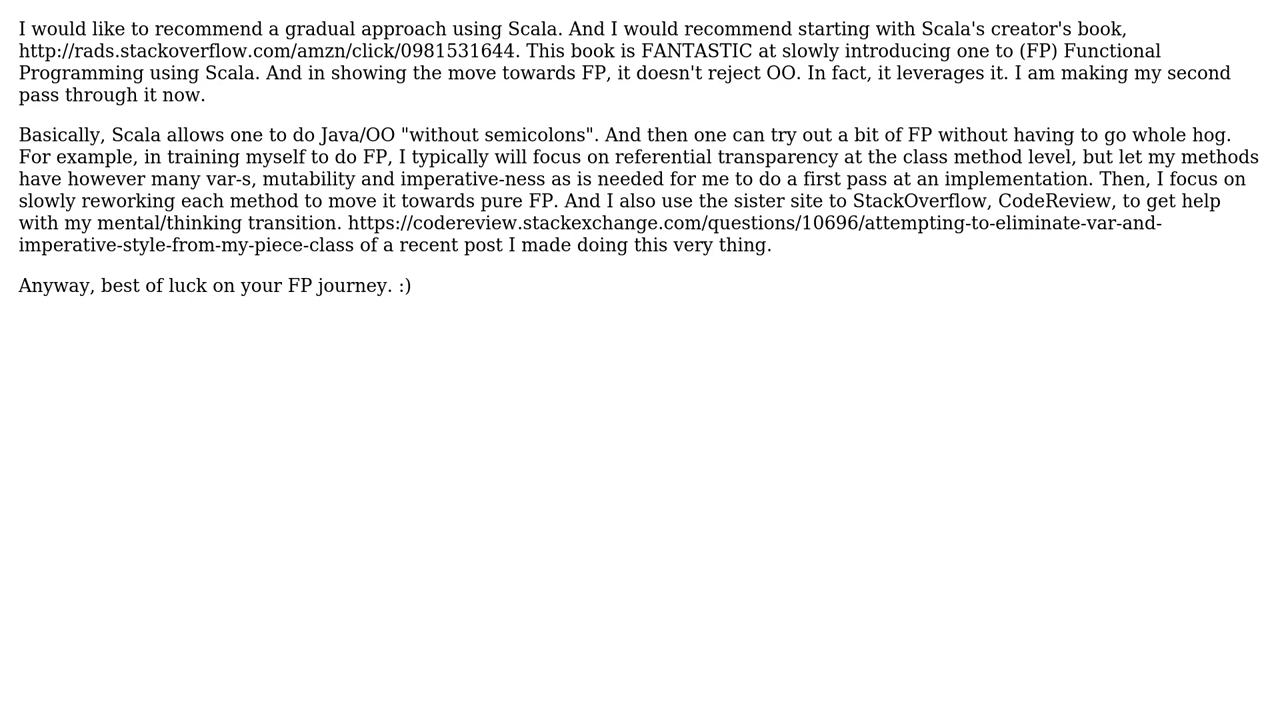 I would like to recommend a gradual approach using Scala. And I would recommend starting with Scala's creator's book,
http://rads.stackoverflow.com/amzn/click/0981531644. This book is FANTASTIC at slowly introducing one to (FP) Functional
Programming using Scala. And in showing the move towards FP, it doesn't reject OO. In fact, it leverages it. I am making my second
pass through it now.
Basically, Scala allows one to do Java/OO "without semicolons". And then one can try out a bit of FP without having to go whole hog.
For example, in training myself to do FP, I typically will focus on referential transparency at the class method level, but let my methods
have however many var-s, mutability and imperative-ness as is needed for me to do a first pass at an implementation. Then, I focus on
slowly reworking each method to move it towards pure FP. And I also use the sister site to StackOverflow, CodeReview, to get help
with my mental/thinking transition. https://codereview.stackexchange.com/questions/10696/attempting-to-eliminate-var-and-
imperative-style-from-my-piece-class of a recent post I made doing this very thing.
Anyway, best of luck on your FP journey. :)